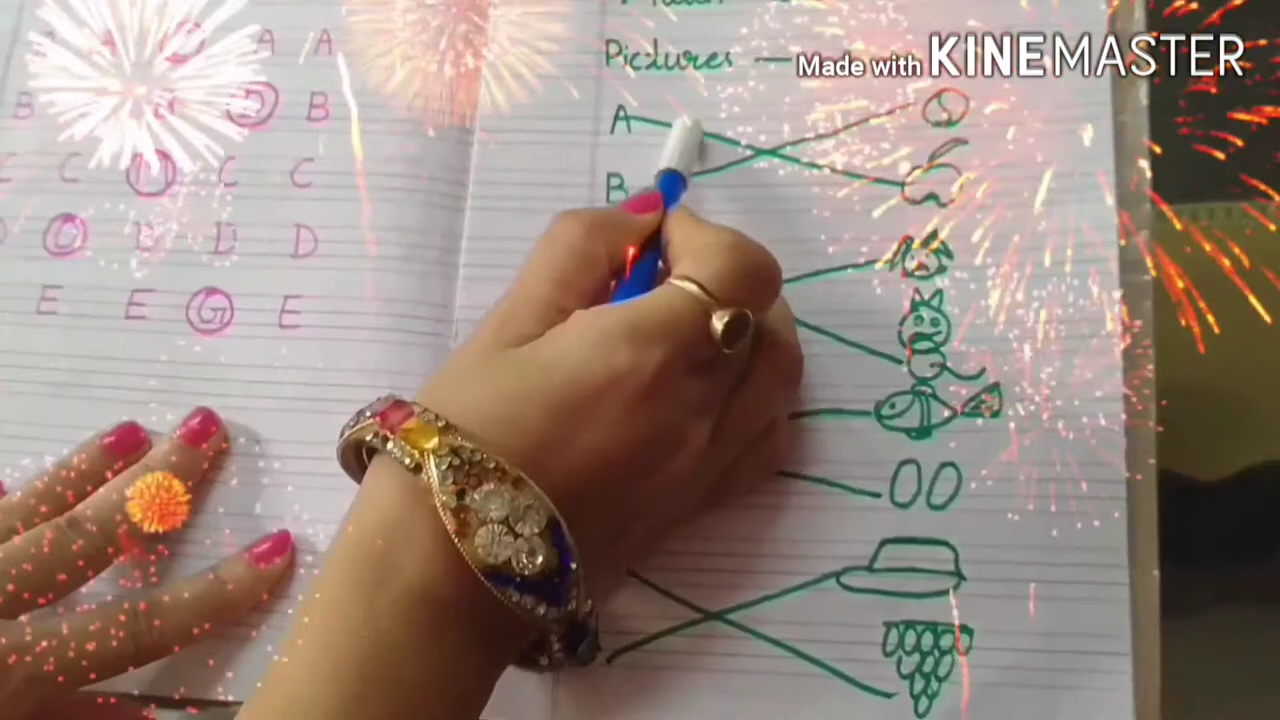 Made with KINEMASTER
Pictures —
A A A A
B D B
C C D C C
O B D D
E E G E
A
B